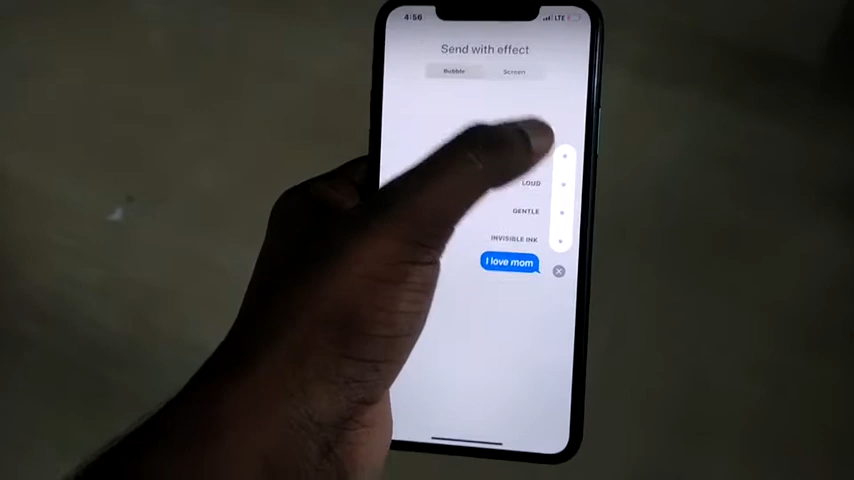 4:56
LTE
Send with effect
Bubble
Screen
LOUD
GENTLE
INVISIBLE INK
I love mom